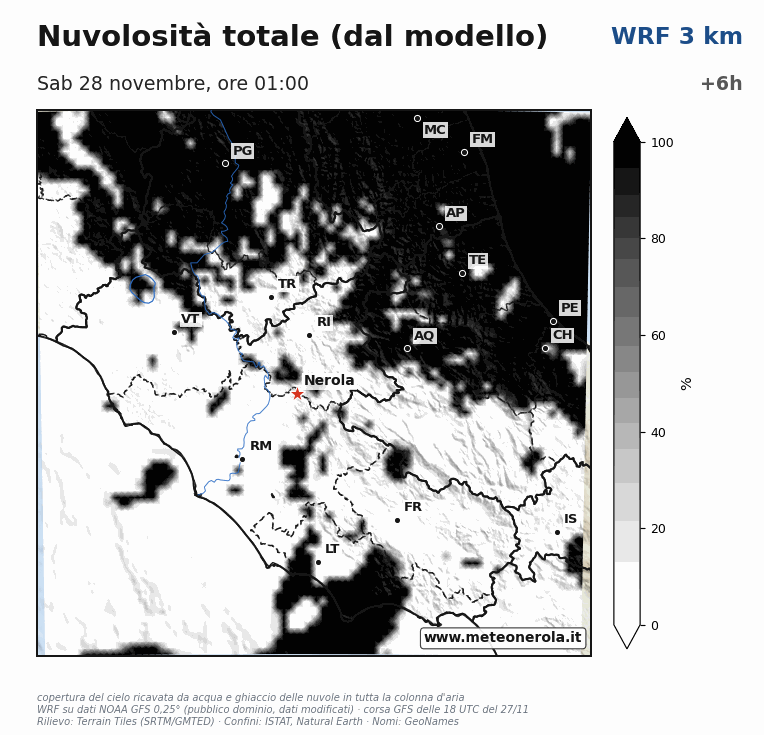 Nuvolosità totale (dal modello)
WRF 3 km
Sab 28 novembre, ore 01:00
+6h
MC
FM
PG
AP
TE
TR
PE
VT
RI
AQ
CH
Nerola
RM
FR
IS
LT
www.meteonerola.it
100
80
60
40
20
0
%
copertura del cielo ricavata da acqua e ghiaccio delle nuvole in tutta la colonna d'aria
WRF su dati NOAA GFS 0,25° (pubblico dominio, dati modificati) · corsa GFS delle 18 UTC del 27/11
Rilievo: Terrain Tiles (SRTM/GMTED) · Confini: ISTAT, Natural Earth · Nomi: GeoNames